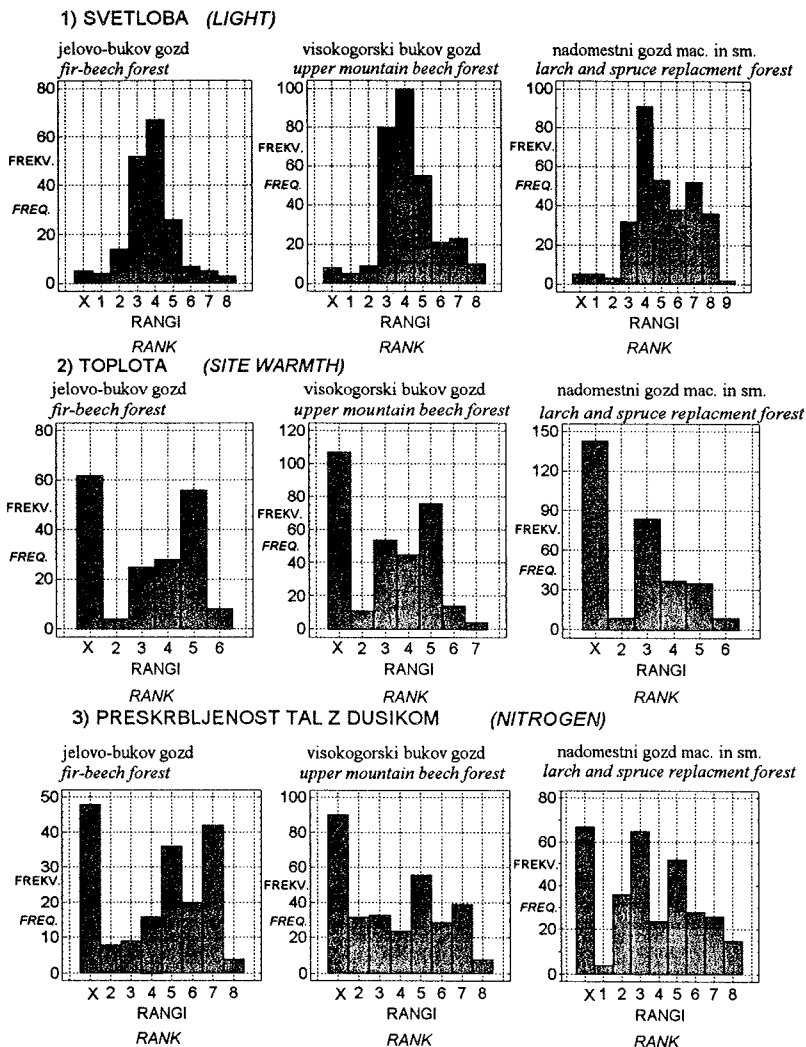 1) SVETLOBA (LIGHT)
jelovo-bukov gozd
fir-beech forest
80
60
FREKV.
40
FREQ.
20
0
X 1 2 3 4 5 6 7 8
RANGI
RANK
visokogorski bukov gozd
upper mountain beech forest
100
80
FREKV.
60
FREQ.
40
20
0
X 1 2 3 4 5 6 7 8
RANGI
RANK
nadomestni gozd mac. in sm.
larch and spruce replacment forest
100
80
FREKV.
60
FREQ.
40
20
0
X 1 2 3 4 5 6 7 8 9
RANGI
RANK
2) TOPLOTA (SITE WARMTH)
jelovo-bukov gozd
fir-beech forest
80
60
FREKV.
40
FREQ.
20
0
X 2 3 4 5 6
RANGI
RANK
visokogorski bukov gozd
upper mountain beech forest
120
100
80
FREKV.
60
FREQ.
40
20
0
X 2 3 4 5 6 7
RANGI
RANK
nadomestni gozd mac. in sm.
larch and spruce replacment forest
150
120
90
FREKV.
60
FREQ.
30
0
X 2 3 4 5 6
RANGI
RANK
3) PRESKRBLJENOST TAL Z DUSIKOM (NITROGEN)
jelovo-bukov gozd
fir-beech forest
50
40
30
FREKV.
20
FREQ.
10
0
X 2 3 4 5 6 7 8
RANGI
RANK
visokogorski bukov gozd
upper mountain beech forest
100
80
60
FREKV.
40
FREQ.
20
0
X 2 3 4 5 6 7 8
RANGI
RANK
nadomestni gozd mac. in sm.
larch and spruce replacment forest
80
60
FREKV.
40
FREQ.
20
0
X 1 2 3 4 5 6 7 8
RANGI
RANK